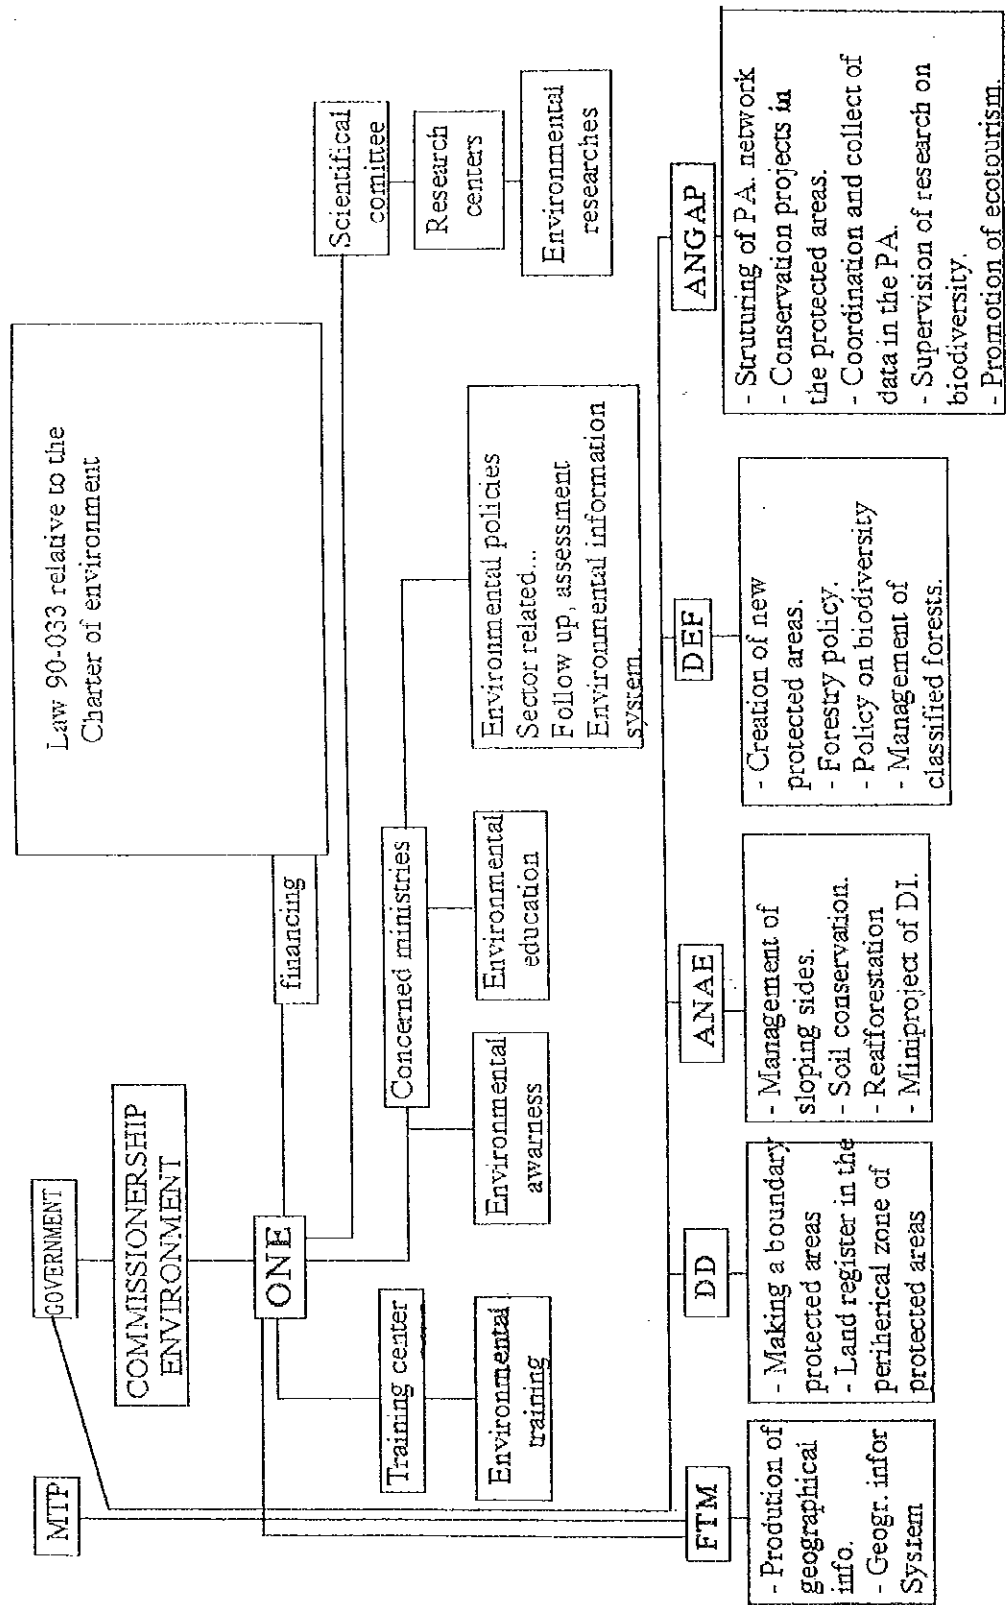 Law 90-033 relative to the
Charter of environment
MTP
GOVERNMENT
COMMISSIONERSHIP
ENVIRONMENT
ONE
financing
Scientifical
comittee
Research
centers
Environmental
researches
Training center
Environmental
training
Concerned ministries
Environmental
awarness
Environmental
education
Environmental policies
Sector related...
Follow up, assessment
Environmental information
system.
FTM
- Prodution of
geographical
info.
- Geogr. infor
System
DD
- Making a boundary
protected areas
- Land register in the
periherical zone of
protected areas
ANAE
- Management of
sloping sides.
- Soil conservation.
- Reafforestation
- Miniproject of DI.
DEF
- Creation of new
protected areas.
- Forestry policy.
- Policy on biodiversity
- Management of
classified forests.
ANGAP
- Struturing of PA. network
- Conservation projects in
the protected areas.
- Coordination and collect of
data in the PA.
- Supervision of research on
biodiversity.
- Promotion of ecotourism.